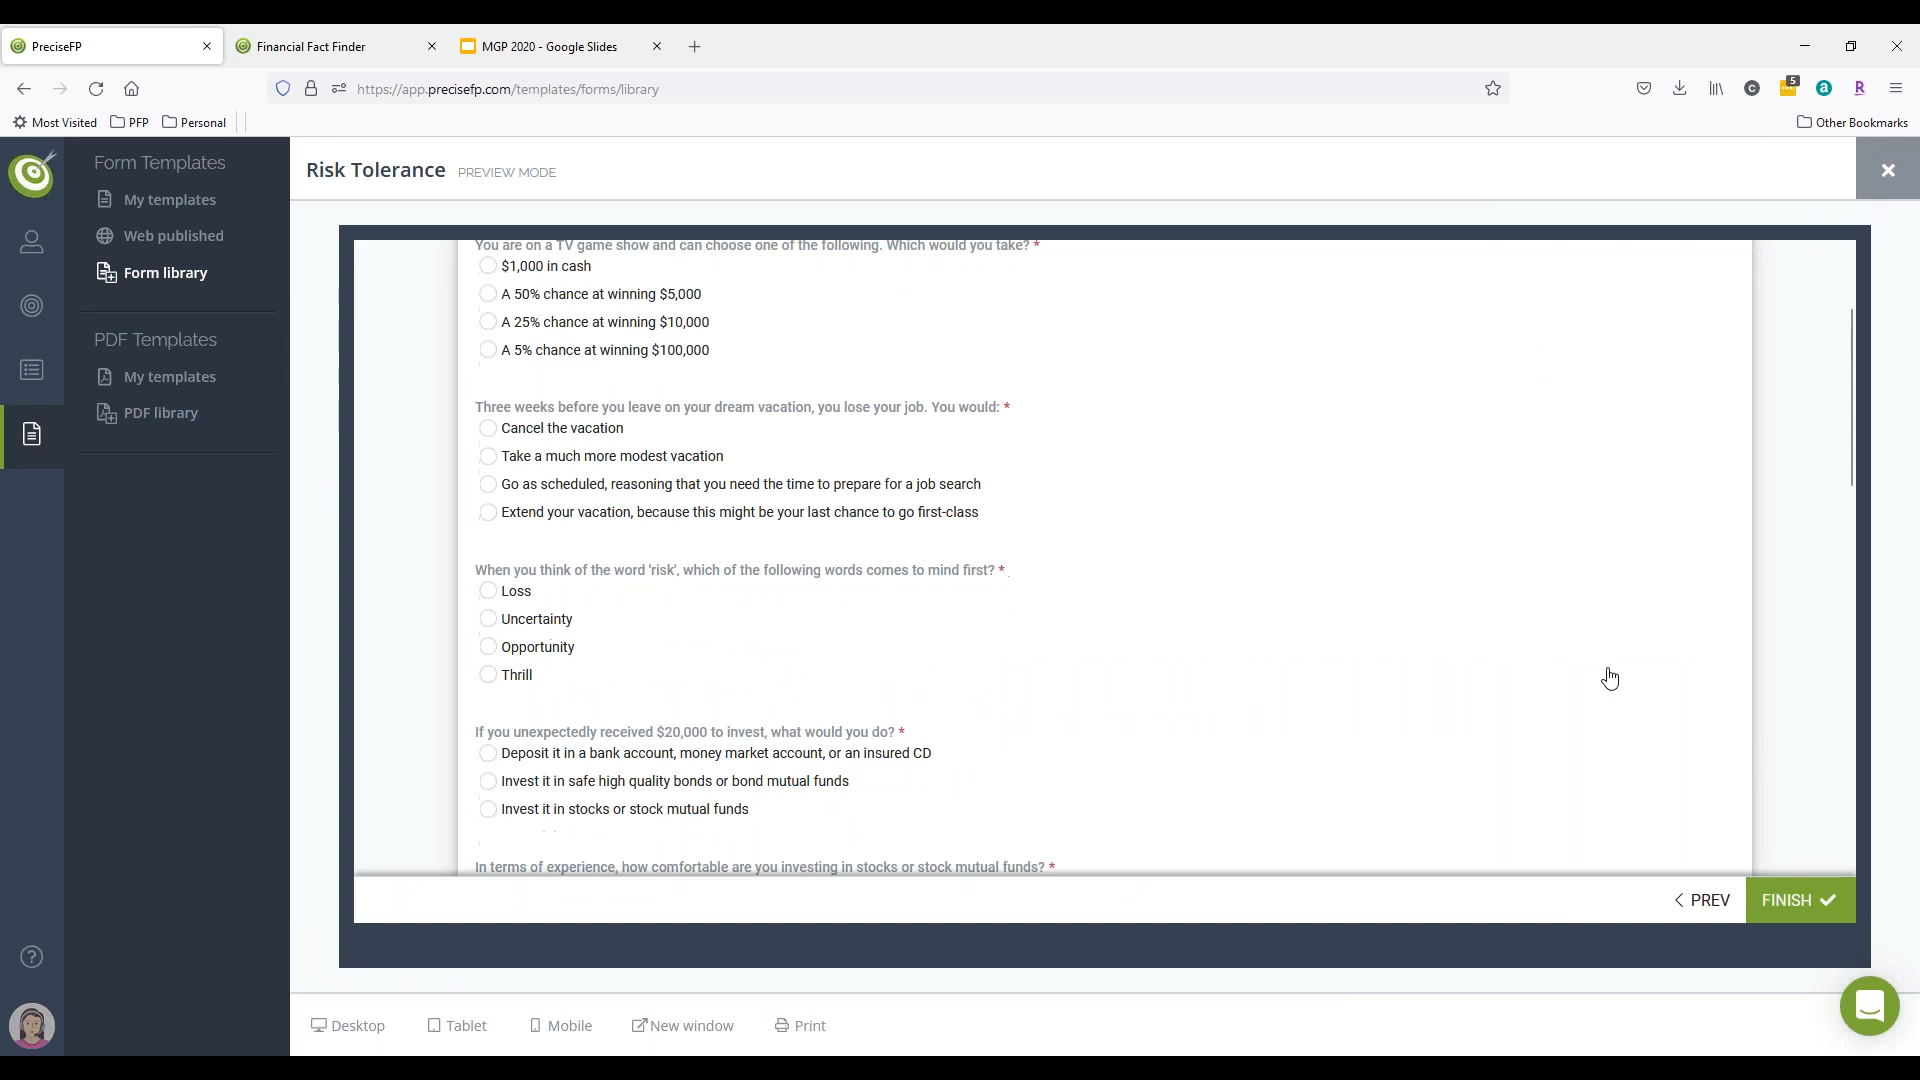 PreciseFP
Financial Fact Finder
MGP 2020 - Google Slides
https://app.precisefp.com/templates/forms/library
5
C
a
R
Most Visited
PFP
Personal
Other Bookmarks
Form Templates
My templates
Web published
Form library
PDF Templates
My templates
PDF library
Risk Tolerance PREVIEW MODE
You are on a TV game show and can choose one of the following. Which would you take? *
$1,000 in cash
A 50% chance at winning $5,000
A 25% chance at winning $10,000
A 5% chance at winning $100,000
Three weeks before you leave on your dream vacation, you lose your job. You would: *
Cancel the vacation
Take a much more modest vacation
Go as scheduled, reasoning that you need the time to prepare for a job search
Extend your vacation, because this might be your last chance to go first-class
When you think of the word 'risk', which of the following words comes to mind first? *
Loss
Uncertainty
Opportunity
Thrill
If you unexpectedly received $20,000 to invest, what would you do? *
Deposit it in a bank account, money market account, or an insured CD
Invest it in safe high quality bonds or bond mutual funds
Invest it in stocks or stock mutual funds
In terms of experience, how comfortable are you investing in stocks or stock mutual funds? *
PREV
FINISH
Desktop
Tablet
Mobile
New window
Print